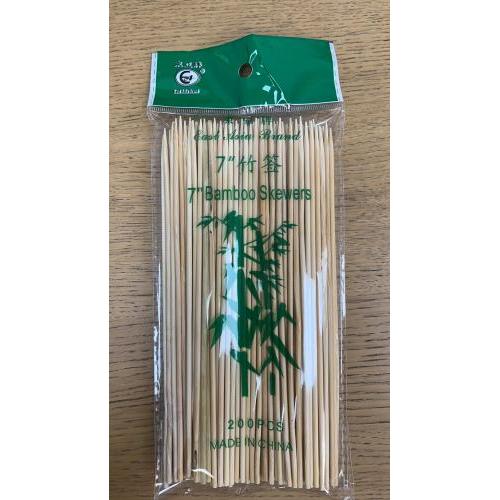 East Asia Brand
7"竹签
7"Bamboo Skewers
200PCS
MADE IN CHINA